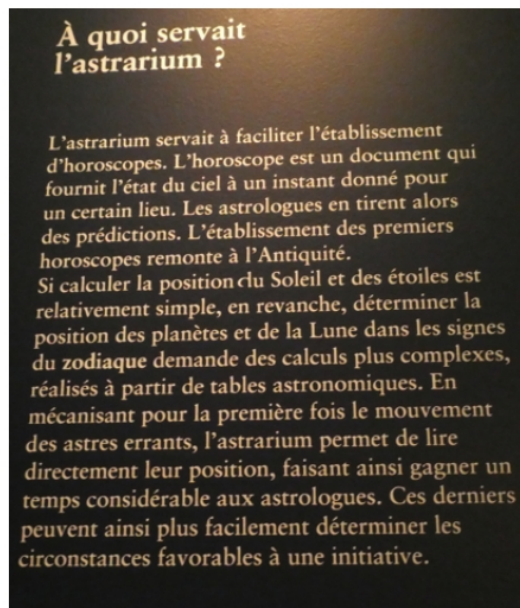 À quoi servait
l'astrarium ?
L'astrarium servait à faciliter l'établissement
d'horoscopes. L'horoscope est un document qui
fournit l'état du ciel à un instant donné pour
un certain lieu. Les astrologues en tirent alors
des prédictions. L'établissement des premiers
horoscopes remonte à l'Antiquité.
Si calculer la position du Soleil et des étoiles est
relativement simple, en revanche, déterminer la
position des planètes et de la Lune dans les signes
du zodiaque demande des calculs plus complexes,
réalisés à partir de tables astronomiques. En
mécanisant pour la première fois le mouvement
des astres errants, l'astrarium permet de lire
directement leur position, faisant ainsi gagner un
temps considérable aux astrologues. Ces derniers
peuvent ainsi plus facilement déterminer les
circonstances favorables à une initiative.